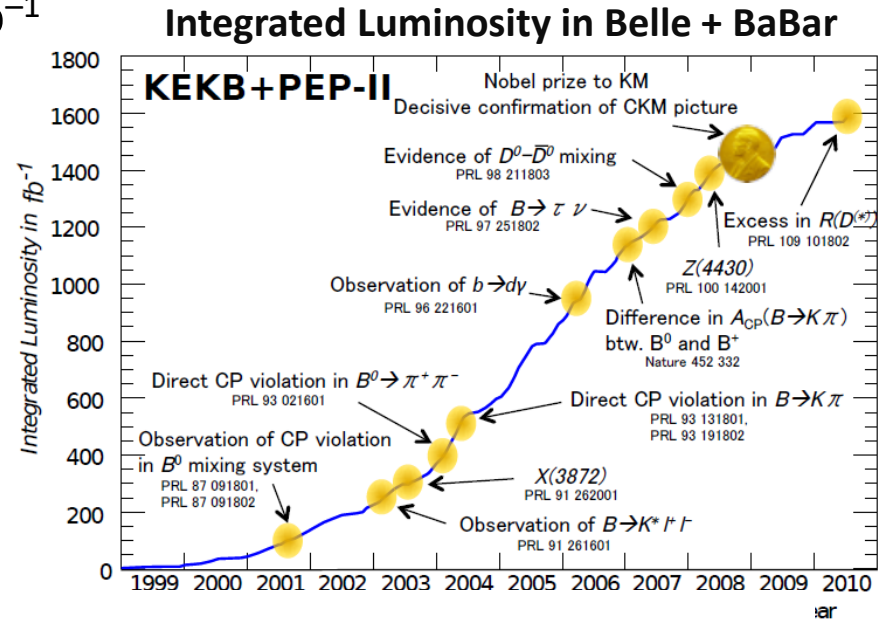 b⁻¹
Integrated Luminosity in Belle + BaBar
KEKB+PEP-II
Nobel prize to KM
Decisive confirmation of CKM picture
Evidence of D⁰-D̅⁰ mixing
PRL 98 211803
Evidence of B→ τ ν
PRL 97 251802
Excess in R(D⁽*⁾)
PRL 109 101802
Z(4430)
PRL 100 142001
Observation of b→dγ
PRL 96 221601
Difference in A_CP(B→Kπ)
btw. B⁰ and B⁺
Nature 452 332
Direct CP violation in B⁰→π⁺π⁻
PRL 93 021601
Direct CP violation in B→Kπ
PRL 93 131801,
PRL 93 191802
Observation of CP violation
in B⁰ mixing system
PRL 87 091801,
PRL 87 091802
X(3872)
PRL 91 262001
Observation of B→K* l⁺ l⁻
PRL 91 261601
Integrated Luminosity in fb⁻¹
1800
1600
1400
1200
1000
800
600
400
200
0
1999 2000 2001 2002 2003 2004 2005 2006 2007 2008 2009 2010
ear